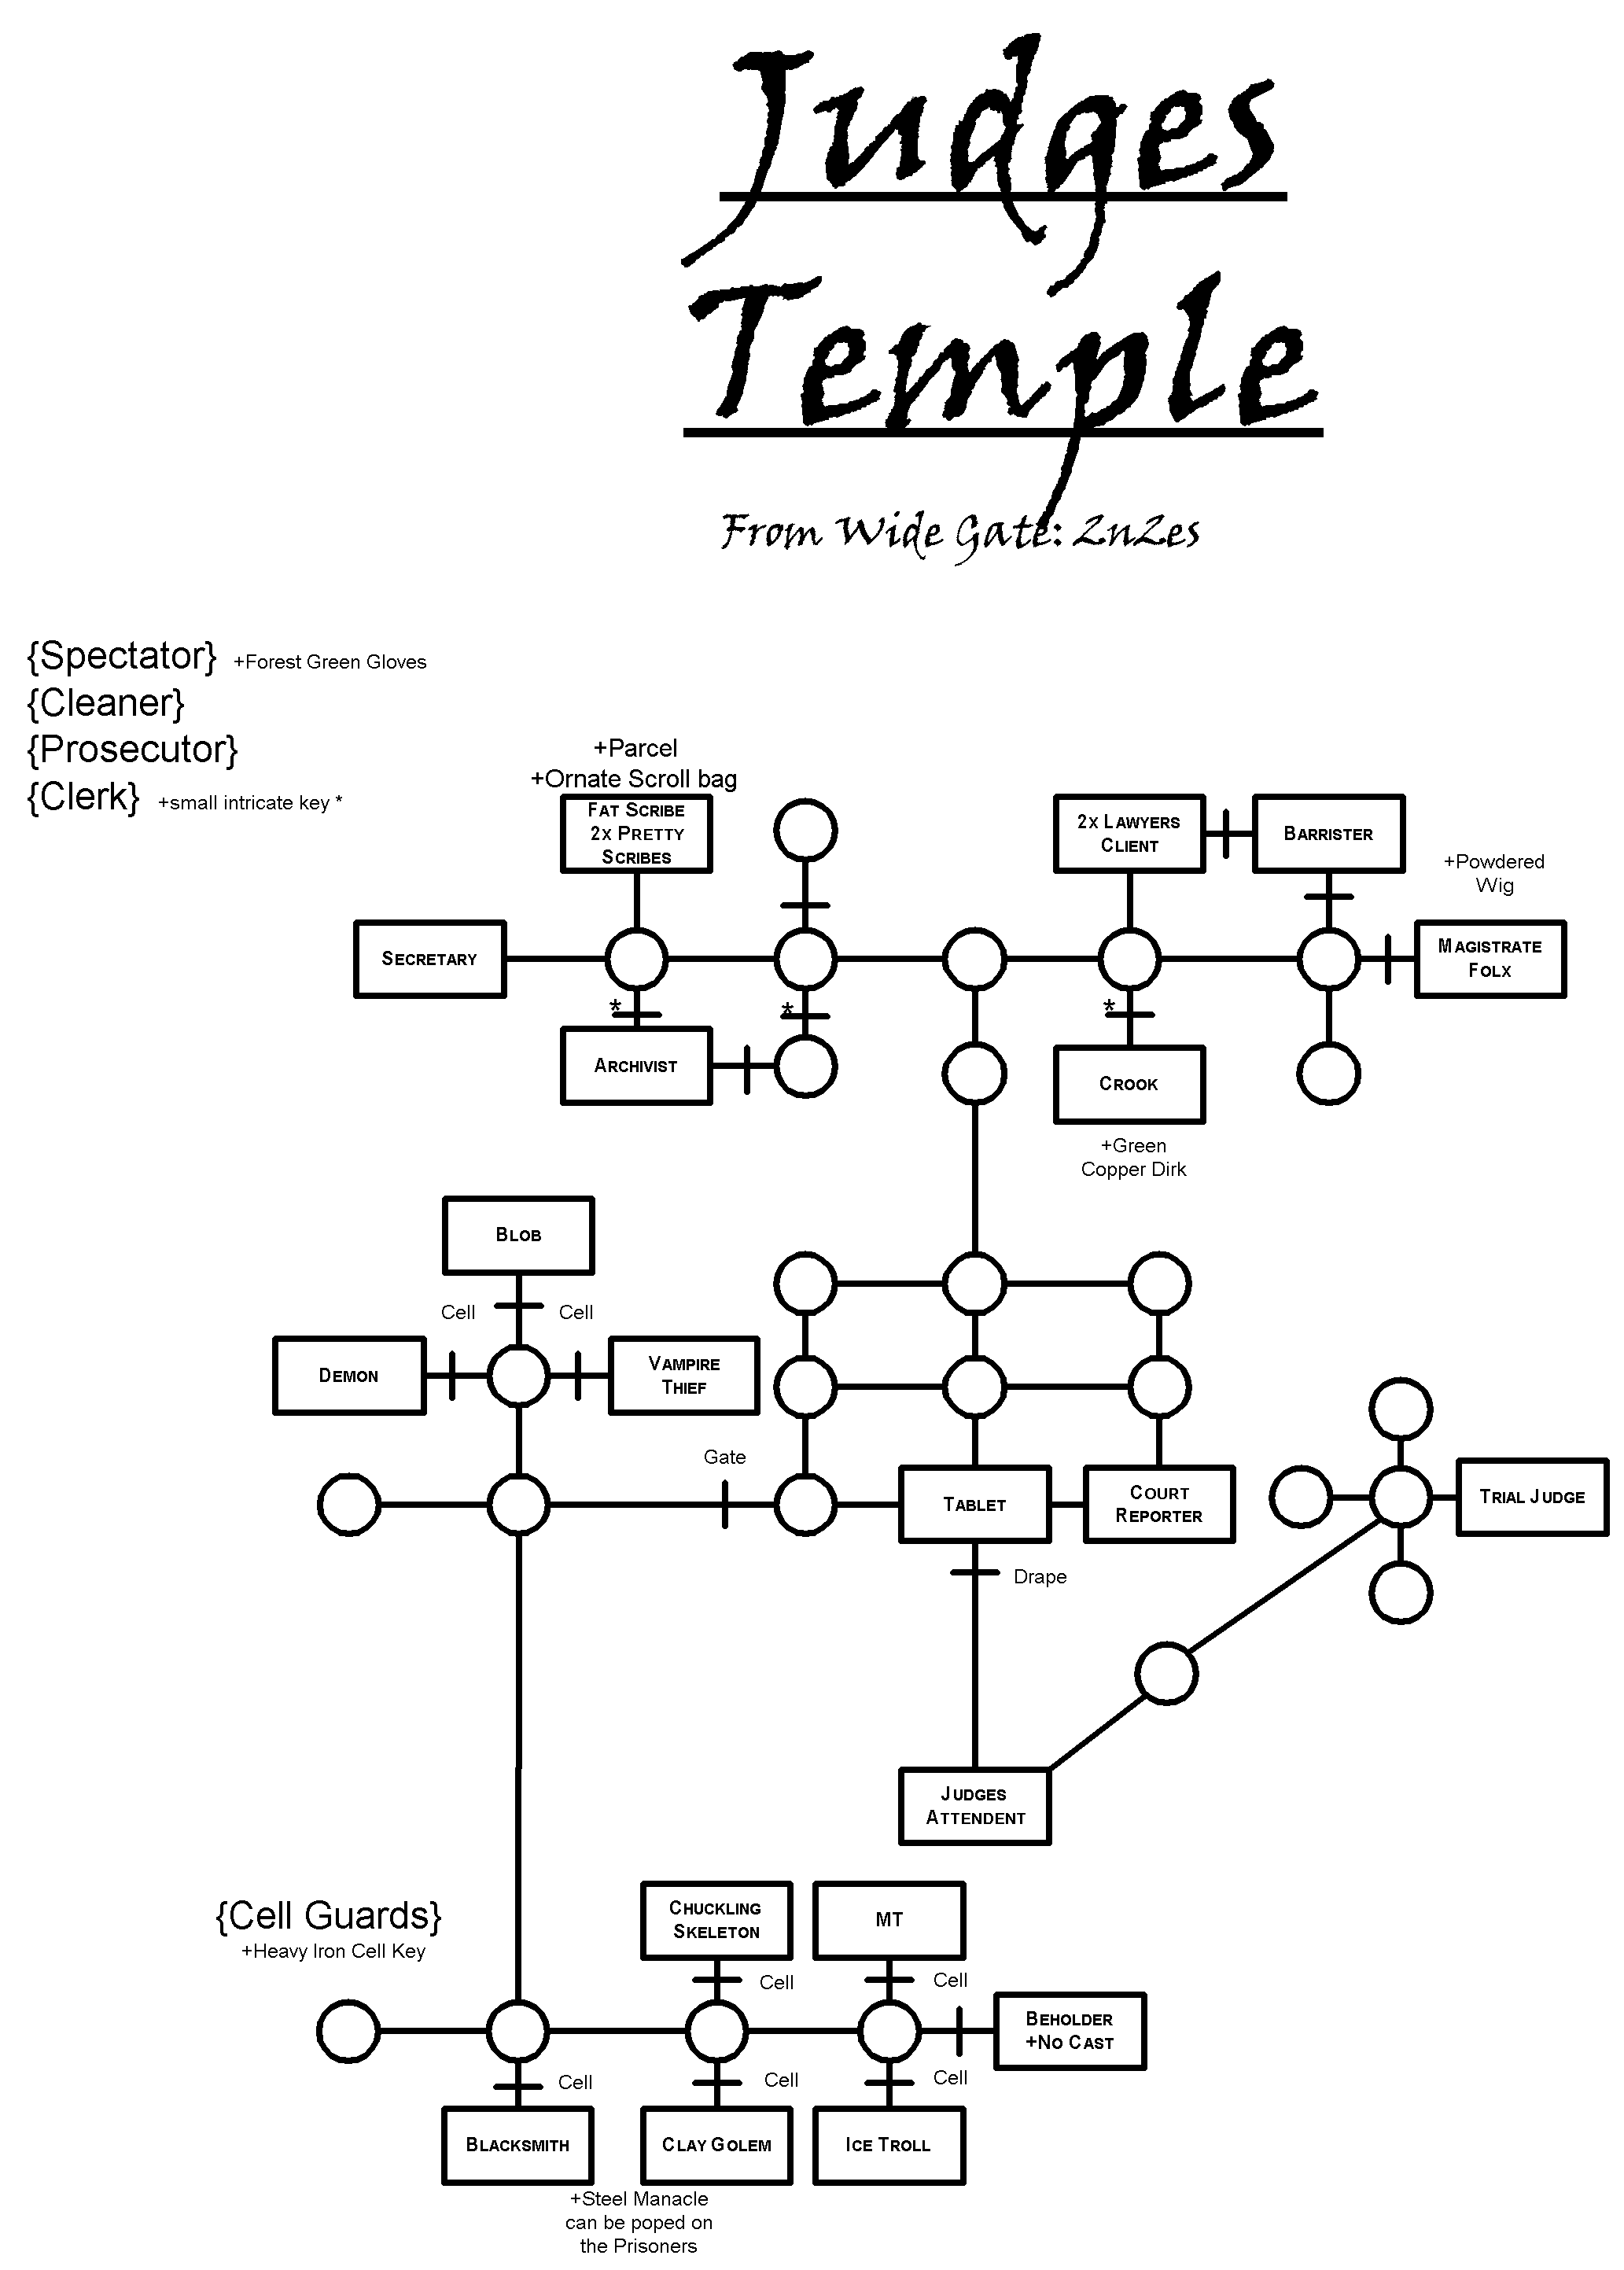 Judges
Temple
From Wide Gate: 2n2es
{Spectator} +Forest Green Gloves
{Cleaner}
{Prosecutor}
{Clerk} +small intricate key *
+Parcel
+Ornate Scroll bag
FAT SCRIBE
2X PRETTY
SCRIBES
2X LAWYERS
CLIENT
BARRISTER
+Powdered
Wig
SECRETARY
MAGISTRATE
FOLX
*
*
*
ARCHIVIST
CROOK
+Green
Copper Dirk
BLOB
Cell
Cell
DEMON
VAMPIRE
THIEF
Gate
TABLET
COURT
REPORTER
TRIAL JUDGE
Drape
JUDGES
ATTENDENT
{Cell Guards}
+Heavy Iron Cell Key
CHUCKLING
SKELETON
MT
Cell
Cell
BEHOLDER
+NO CAST
Cell
Cell
Cell
BLACKSMITH
CLAY GOLEM
ICE TROLL
+Steel Manacle
can be poped on
the Prisoners